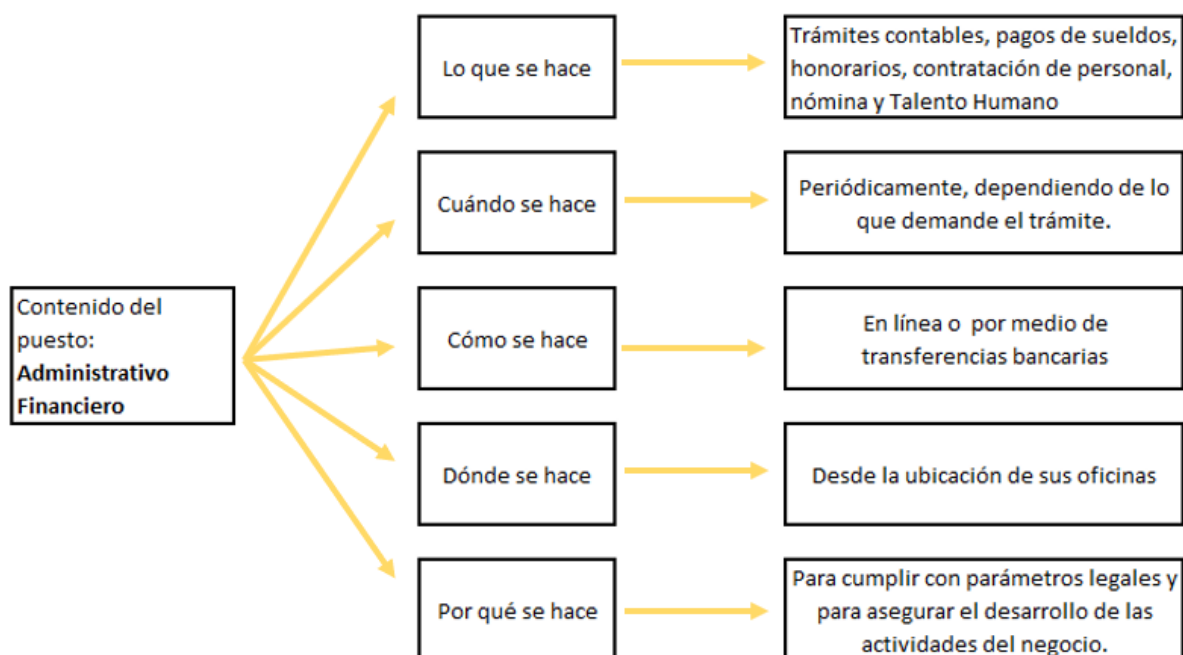 Contenido del
puesto:
Administrativo
Financiero
Lo que se hace
Trámites contables, pagos de sueldos,
honorarios, contratación de personal,
nómina y Talento Humano
Cuándo se hace
Periódicamente, dependiendo de lo
que demande el trámite.
Cómo se hace
En línea o  por medio de
transferencias bancarias
Dónde se hace
Desde la ubicación de sus oficinas
Por qué se hace
Para cumplir con parámetros legales y
para asegurar el desarrollo de las
actividades del negocio.